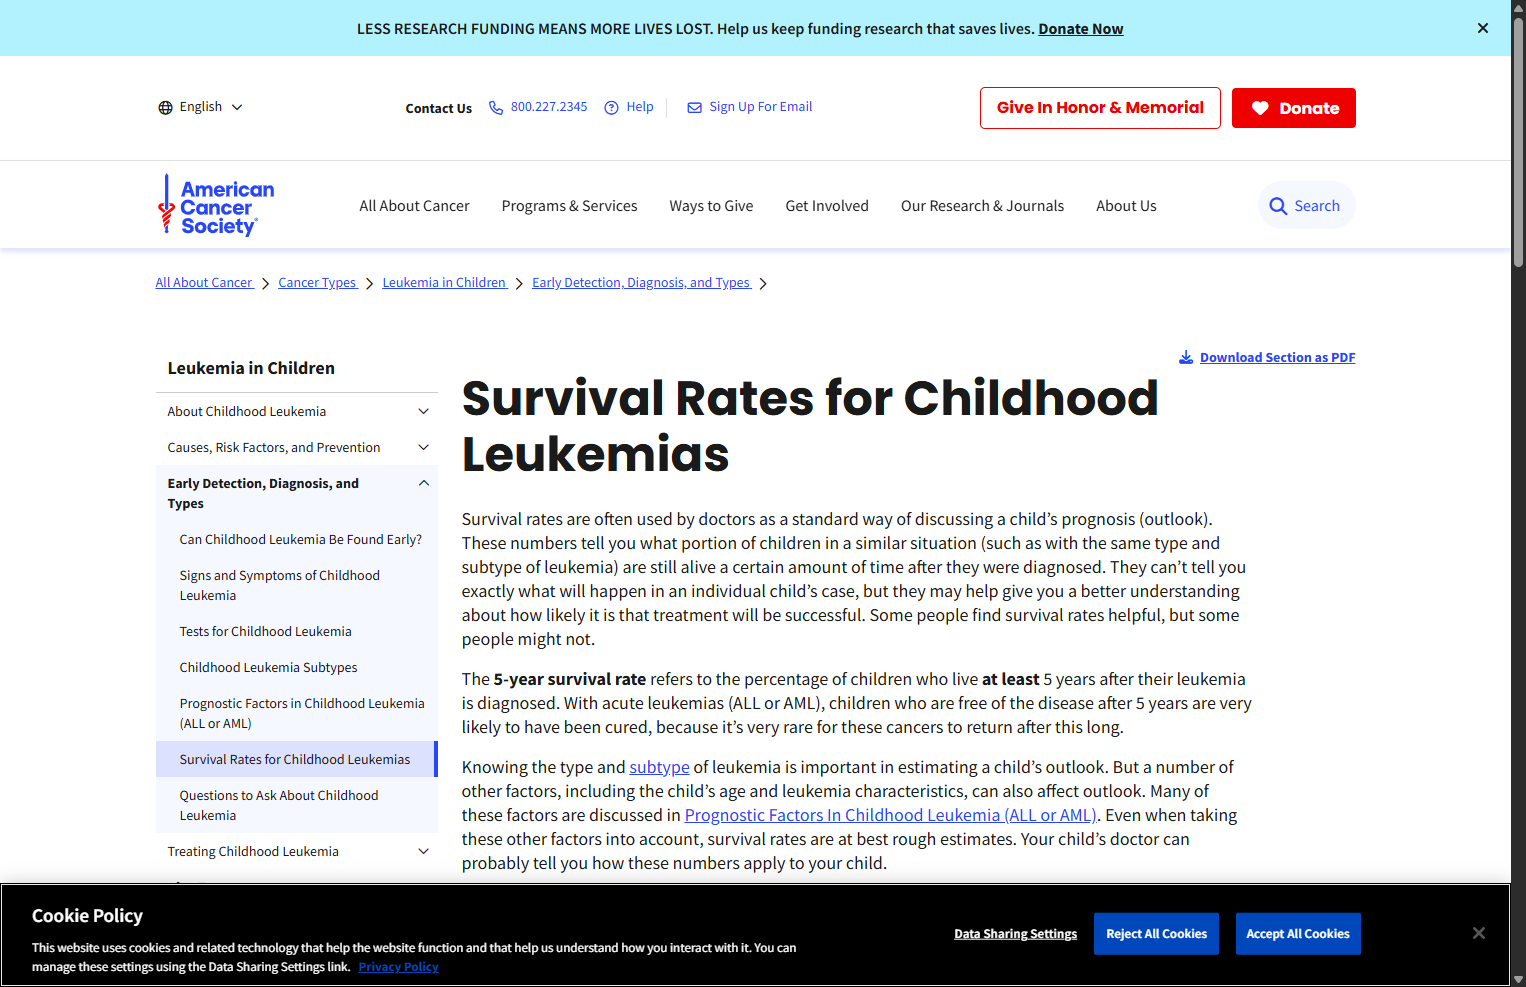 LESS RESEARCH FUNDING MEANS MORE LIVES LOST. Help us keep funding research that saves lives. Donate Now
English
Contact Us
800.227.2345
Help
Sign Up For Email
Give In Honor & Memorial
Donate
American
Cancer
Society®
All About Cancer
Programs & Services
Ways to Give
Get Involved
Our Research & Journals
About Us
Search
All About Cancer
Cancer Types
Leukemia in Children
Early Detection, Diagnosis, and Types
Leukemia in Children
About Childhood Leukemia
Causes, Risk Factors, and Prevention
Early Detection, Diagnosis, and
Types
Can Childhood Leukemia Be Found Early?
Signs and Symptoms of Childhood
Leukemia
Tests for Childhood Leukemia
Childhood Leukemia Subtypes
Prognostic Factors in Childhood Leukemia
(ALL or AML)
Survival Rates for Childhood Leukemias
Questions to Ask About Childhood
Leukemia
Treating Childhood Leukemia
Download Section as PDF
Survival Rates for Childhood
Leukemias
Survival rates are often used by doctors as a standard way of discussing a child’s prognosis (outlook).
These numbers tell you what portion of children in a similar situation (such as with the same type and
subtype of leukemia) are still alive a certain amount of time after they were diagnosed. They can’t tell you
exactly what will happen in an individual child’s case, but they may help give you a better understanding
about how likely it is that treatment will be successful. Some people find survival rates helpful, but some
people might not.
The 5-year survival rate refers to the percentage of children who live at least 5 years after their leukemia
is diagnosed. With acute leukemias (ALL or AML), children who are free of the disease after 5 years are very
likely to have been cured, because it’s very rare for these cancers to return after this long.
Knowing the type and subtype of leukemia is important in estimating a child’s outlook. But a number of
other factors, including the child’s age and leukemia characteristics, can also affect outlook. Many of
these factors are discussed in Prognostic Factors In Childhood Leukemia (ALL or AML). Even when taking
these other factors into account, survival rates are at best rough estimates. Your child’s doctor can
probably tell you how these numbers apply to your child.
Cookie Policy
This website uses cookies and related technology that help the website function and that help us understand how you interact with it. You can
manage these settings using the Data Sharing Settings link. Privacy Policy
Data Sharing Settings
Reject All Cookies
Accept All Cookies